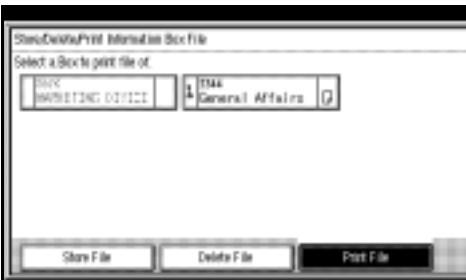 Store/Delete/Print Information Box File
Select a Box to print file of.
MARKETING DIVISI
1 3344
General Affairs
Store File
Delete File
Print File